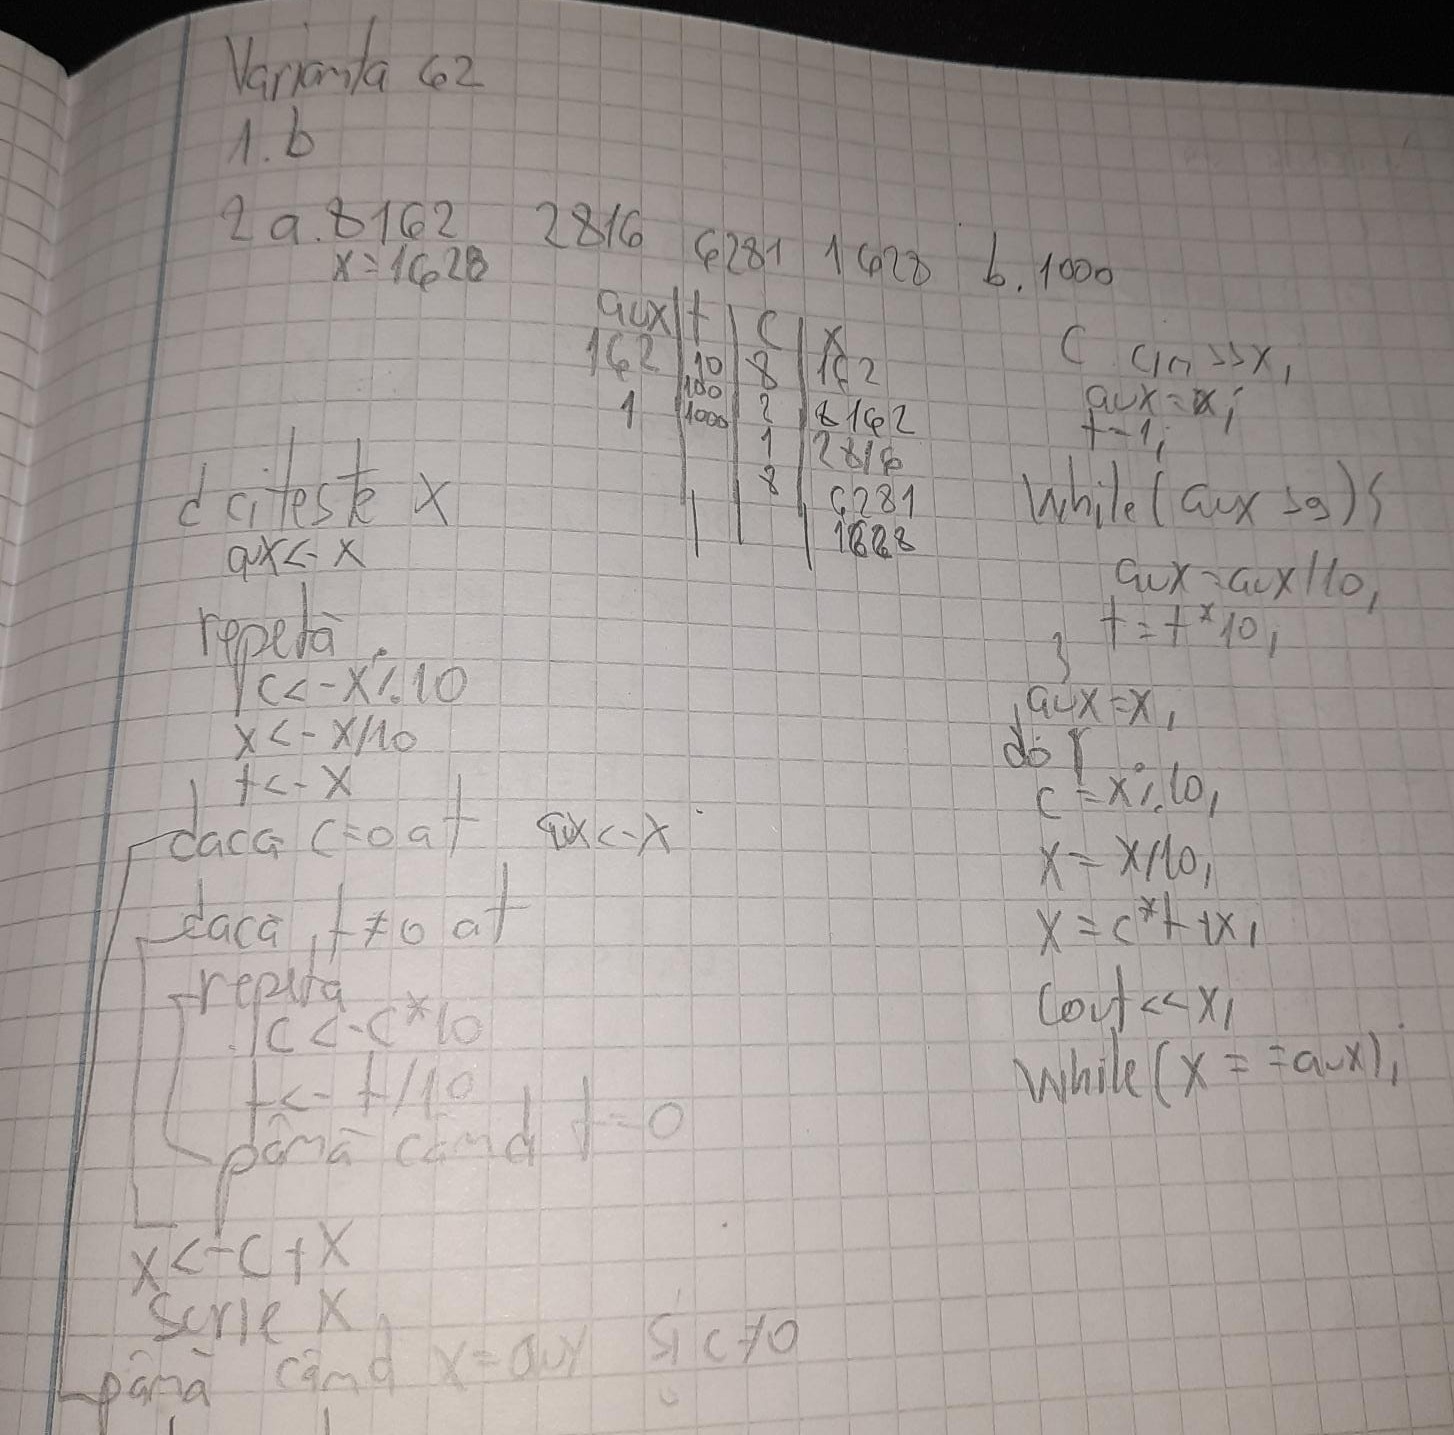 Varianta 62
1. b
2 a. 8162 2816 6281 1628 b. 1000
x=1628
aux t c x
162 10 8 162
100
1 1000 2 8162
1 2816
8 6281
1628
c cin>>x;
aux=x;
t=1;
while(aux>9){
aux=aux/10;
t=t*10;
}
aux=x;
do{
c=x%10;
x=x/10;
x=c*t+x;
cout<<x;
while(x==aux);
d citeste x
aux<-x
repetă
c<-x%10
x<-x/10
t<-x
daca c=0 at aux<-x
dacă t≠0 at
repeta
c<-c*10
t<-t/10
până când t=0
x<-c+x
scrie x
până când x=aux și c≠0